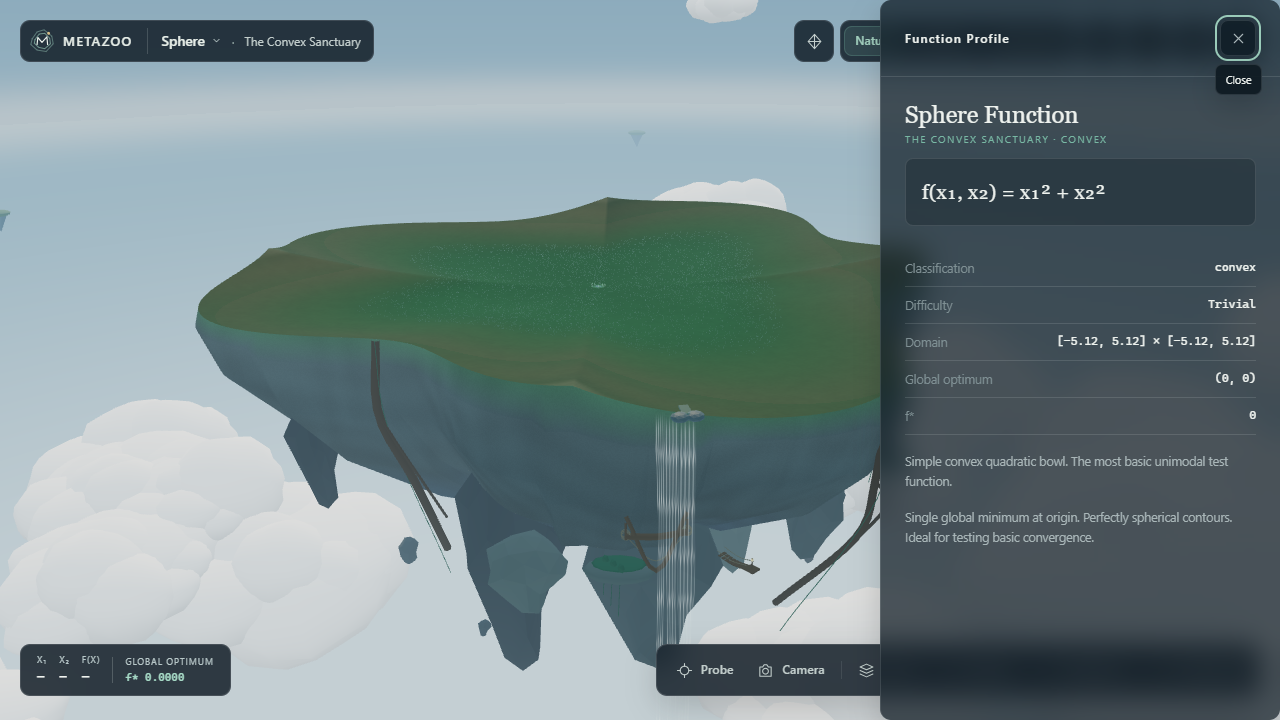 METAZOO
Sphere · The Convex Sanctuary
Natu
Function Profile
Close
Sphere Function
THE CONVEX SANCTUARY · CONVEX
f(x₁, x₂) = x₁² + x₂²
Classification convex
Difficulty Trivial
Domain [−5.12, 5.12] × [−5.12, 5.12]
Global optimum (0, 0)
f* 0
Simple convex quadratic bowl. The most basic unimodal test
function.
Single global minimum at origin. Perfectly spherical contours.
Ideal for testing basic convergence.
X₁ X₂ F(X)
— — —
GLOBAL OPTIMUM
f* 0.0000
Probe Camera